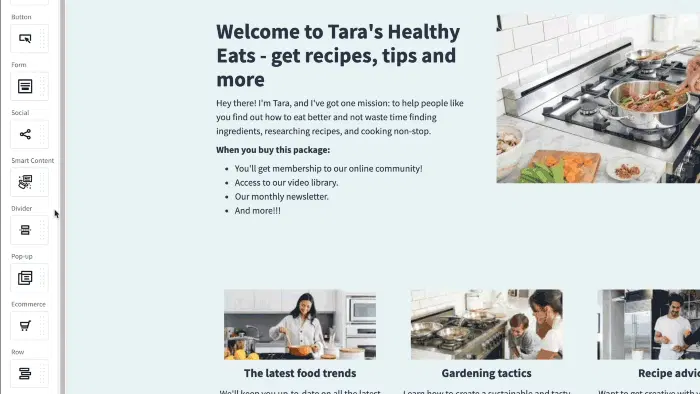 Button
Form
Social
Smart Content
Divider
Pop-up
Ecommerce
Row
Welcome to Tara's Healthy
Eats - get recipes, tips and
more
Hey there! I'm Tara, and I've got one mission: to help people like
you find out how to eat better and not waste time finding
ingredients, researching recipes, and cooking non-stop.
When you buy this package:
You'll get membership to our online community!
Access to our video library.
Our monthly newsletter.
And more!!!
The latest food trends
Gardening tactics
Recipe advic
We'll keep you up-to-date on all the latest
Learn how to create a sustainable and tasty
Want to get creative with